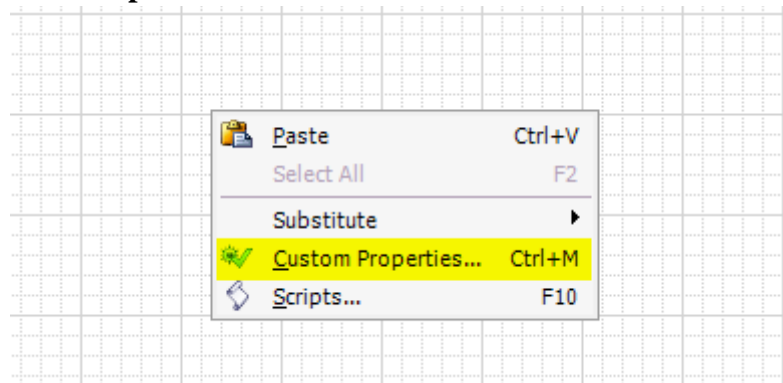 Paste Ctrl+V
Select All F2
Substitute
Custom Properties... Ctrl+M
Scripts... F10